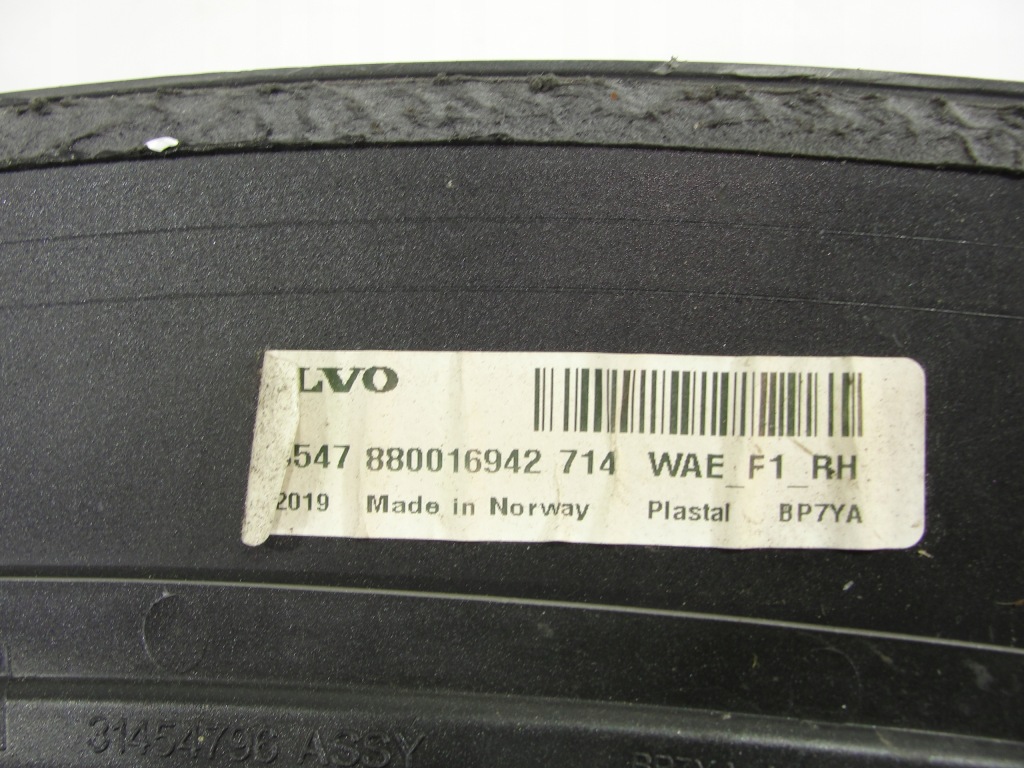 LVO
547 880016942 714 WAE_F1_RH
2019 Made in Norway Plastal BP7YA
31454796 ASSY